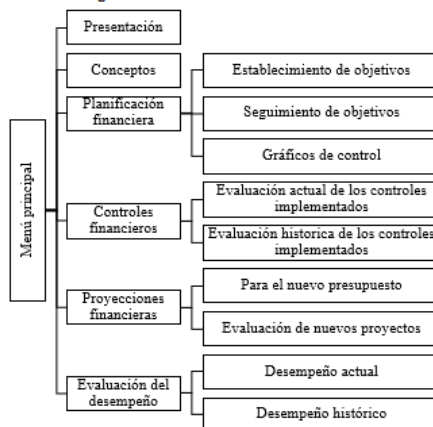 Menú principal
Presentación
Conceptos
Planificación
financiera
Establecimiento de objetivos
Seguimiento de objetivos
Gráficos de control
Controles
financieros
Evaluación actual de los controles
implementados
Evaluación historica de los controles
implementados
Proyecciones
financieras
Para el nuevo presupuesto
Evaluación de nuevos proyectos
Evaluación del
desempeño
Desempeño actual
Desempeño histórico